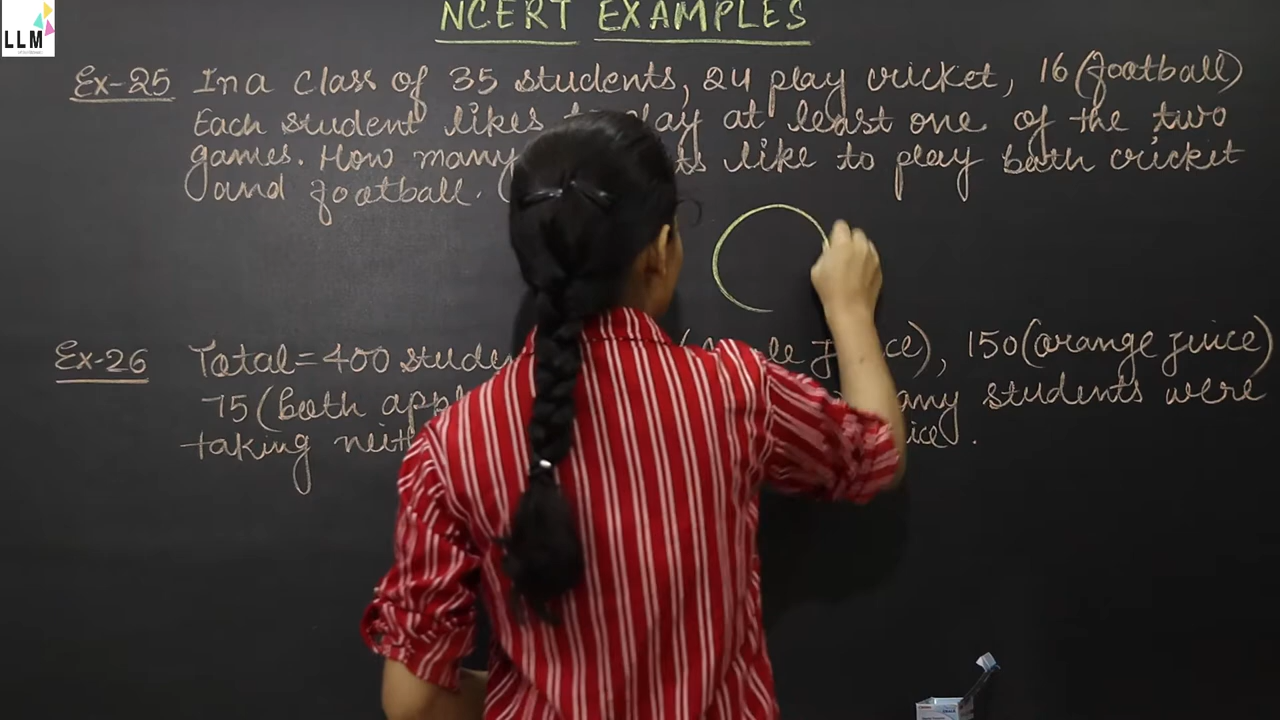 LLM
NCERT EXAMPLES
Ex-25 In a class of 35 students, 24 play cricket, 16 (football)
Each student likes play at least one of the two
games. How many like to play both cricket
and football.
Ex-26 Total = 400 , 150 (orange juice)
75 (both students were
taking .